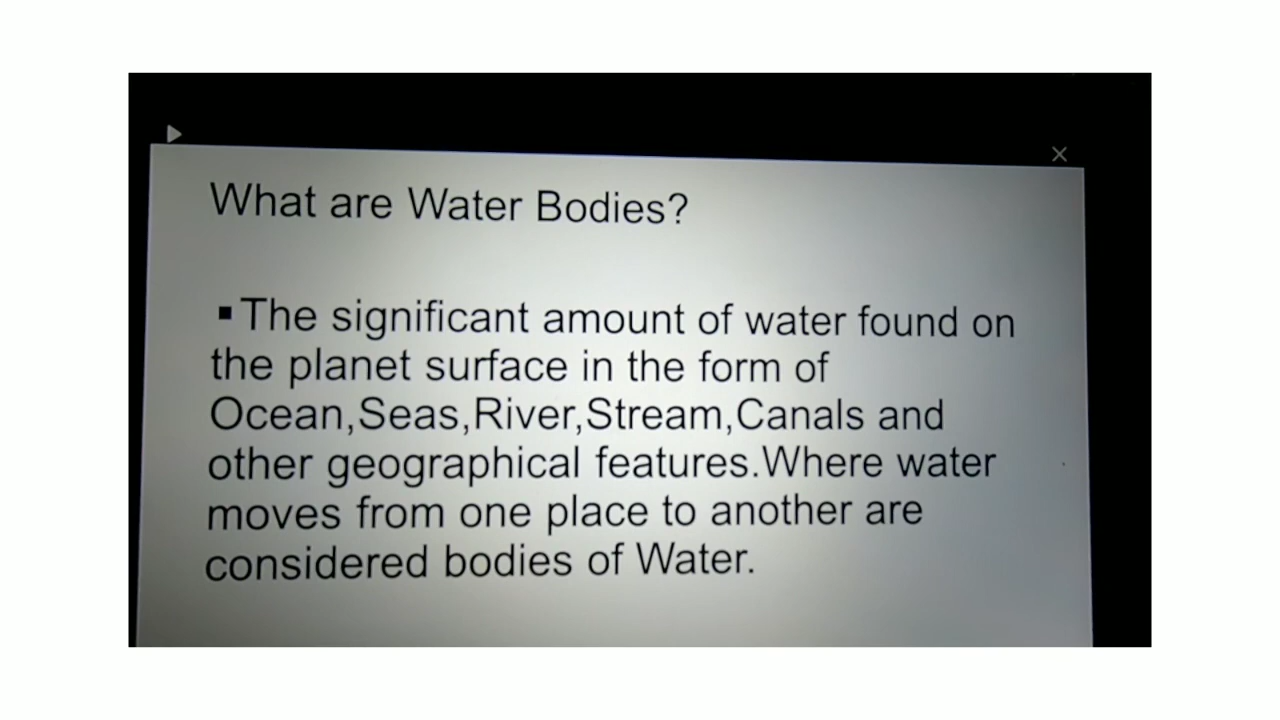 What are Water Bodies?
▪The significant amount of water found on
the planet surface in the form of
Ocean,Seas,River,Stream,Canals and
other geographical features.Where water
moves from one place to another are
considered bodies of Water.